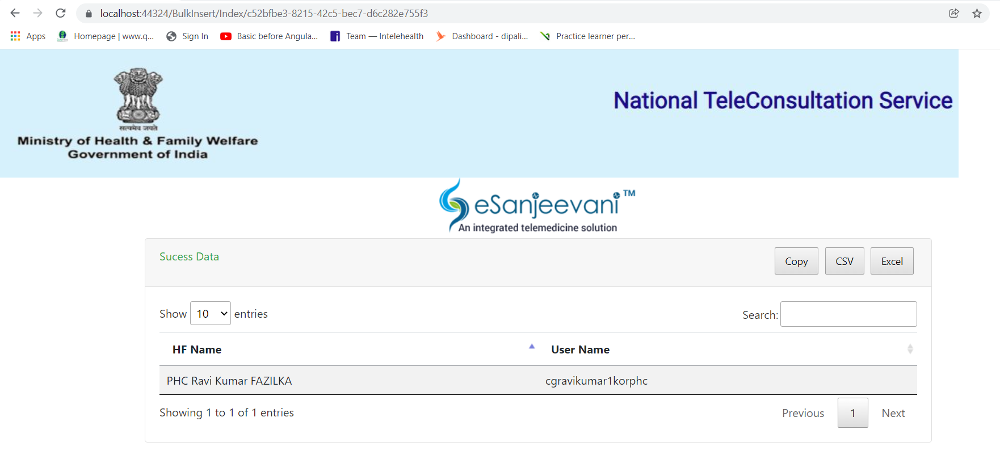 localhost:44324/BulkInsert/Index/c52bfbe3-8215-42c5-bec7-d6c282e755f3
Apps Homepage | www.q... Sign In Basic before Angula... Team — Intelehealth Dashboard - dipali... Practice learner per...
सत्यमेव जयते
Ministry of Health & Family Welfare
Government of India
National TeleConsultation Service
eSanjeevani TM
An integrated telemedicine solution
Sucess Data Copy CSV Excel
Show 10 entries Search:
HF Name User Name
PHC Ravi Kumar FAZILKA cgravikumar1korphc
Showing 1 to 1 of 1 entries Previous 1 Next